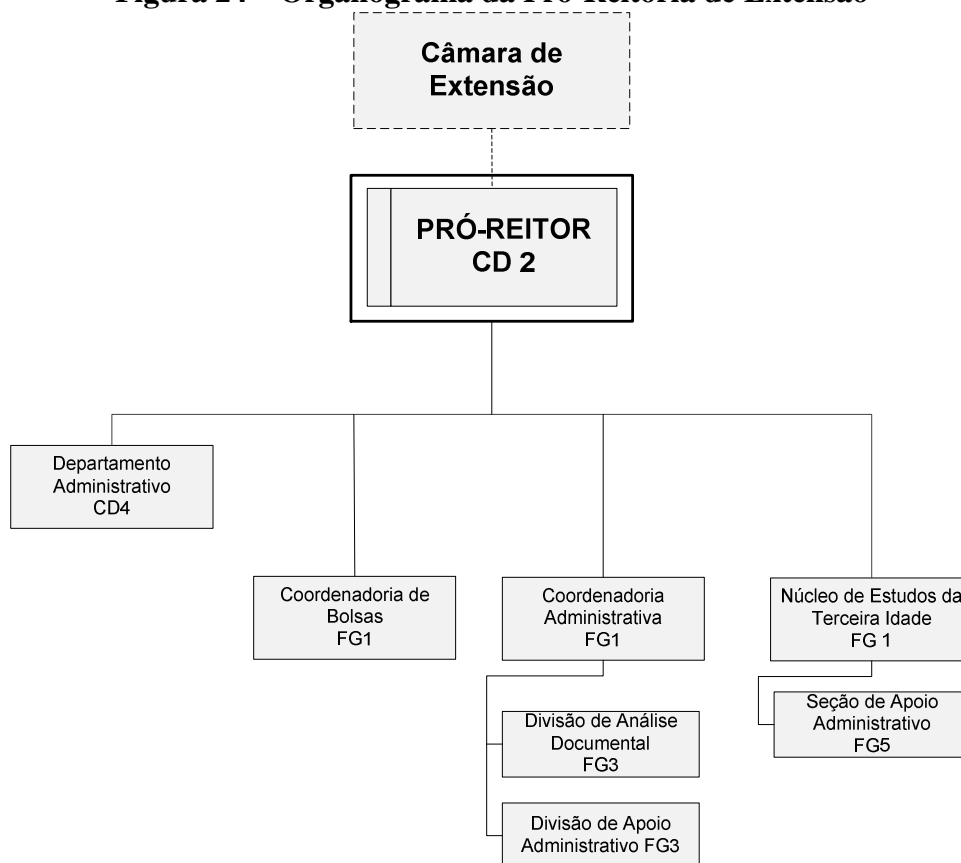 Figura 24 – Organograma da Pró-Reitoria de Extensão
Câmara de
Extensão
PRÓ-REITOR
CD 2
Departamento
Administrativo
CD4
Coordenadoria de
Bolsas
FG1
Coordenadoria
Administrativa
FG1
Núcleo de Estudos da
Terceira Idade
FG 1
Divisão de Análise
Documental
FG3
Seção de Apoio
Administrativo
FG5
Divisão de Apoio
Administrativo FG3